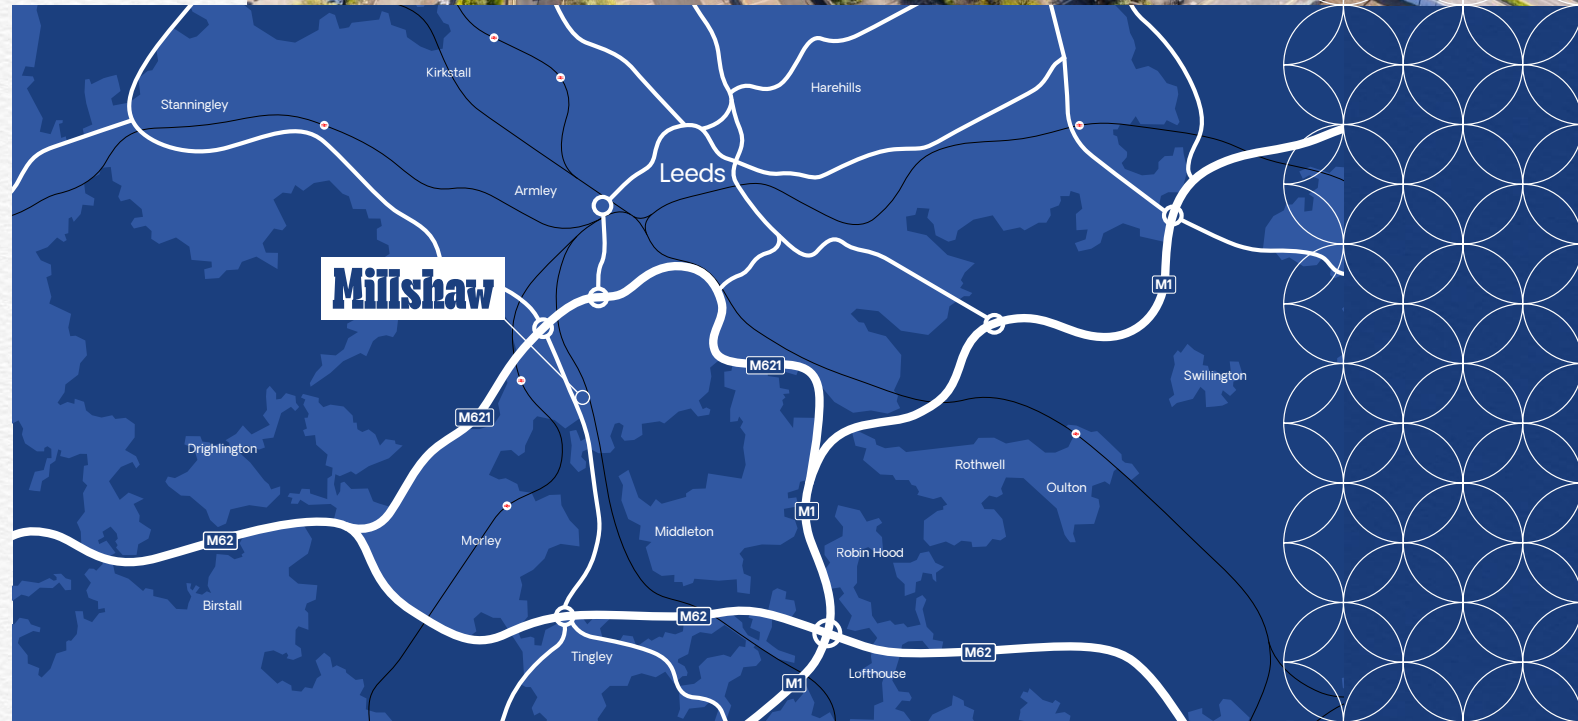 Kirkstall
Harehills
Stanningley
Leeds
Armley
Millshaw
M1
M621
Swillington
M621
Drighlington
Rothwell
Oulton
M1
Middleton
M62
Morley
Robin Hood
Birstall
M62
M62
Tingley
Lofthouse
M1